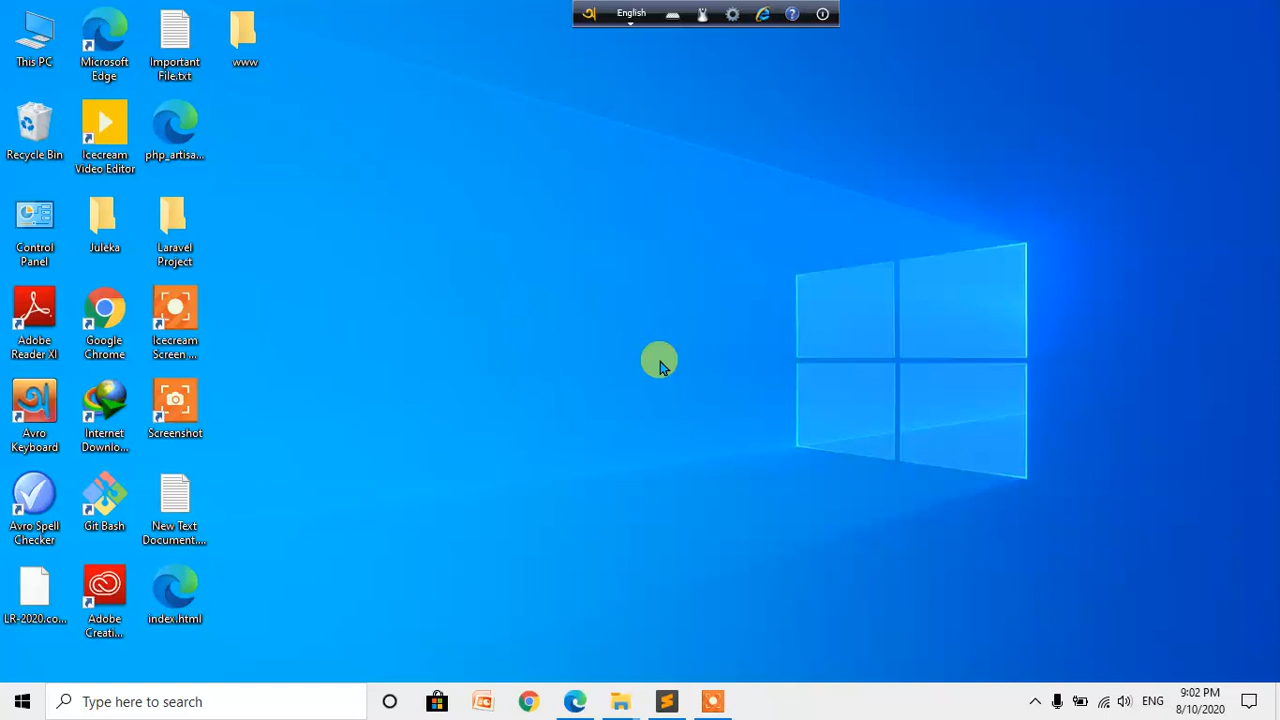 English
This PC
Microsoft
Edge
Important
File.txt
www
Recycle Bin
Icecream
Video Editor
php_artisa...
Control
Panel
Juleka
Laravel
Project
Adobe
Reader XI
Google
Chrome
Icecream
Screen ...
Avro
Keyboard
Internet
Downlo...
Screenshot
Avro Spell
Checker
Git Bash
New Text
Document....
LR-2020.co...
Adobe
Creati...
index.html
Type here to search
ENG
9:02 PM
8/10/2020